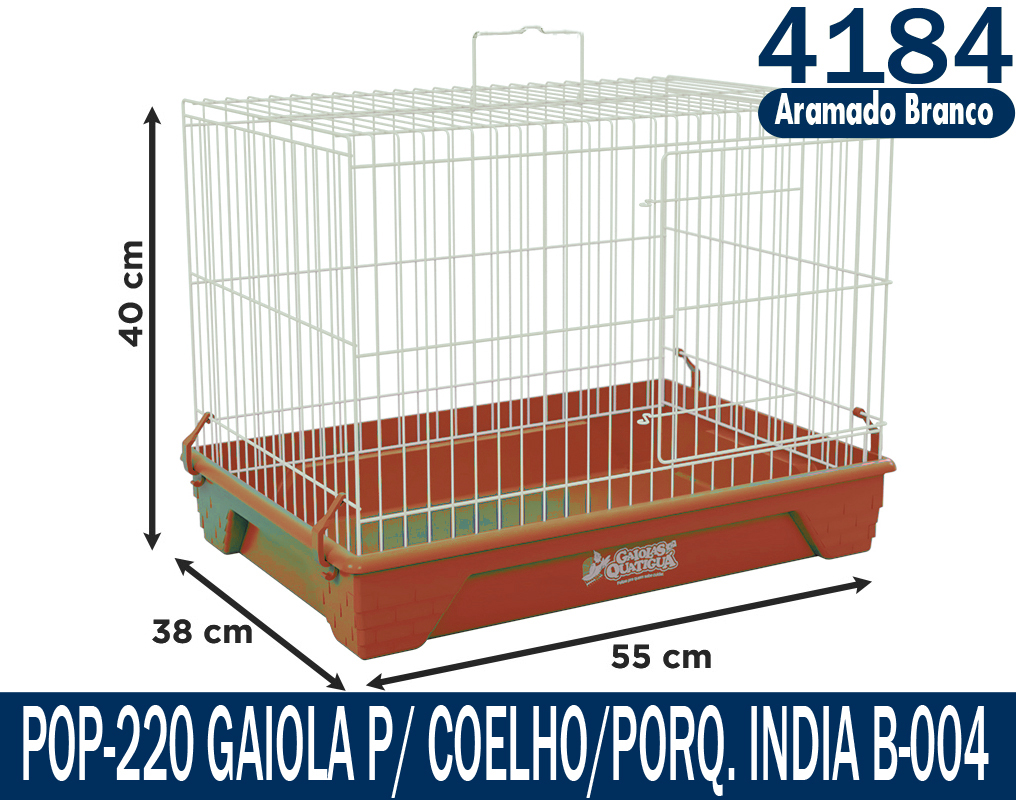 4184
Aramado Branco
40 cm
GAIOLAS
QUATIGUÁ
38 cm
55 cm
POP-220 GAIOLA P/ COELHO/PORQ. INDIA B-004